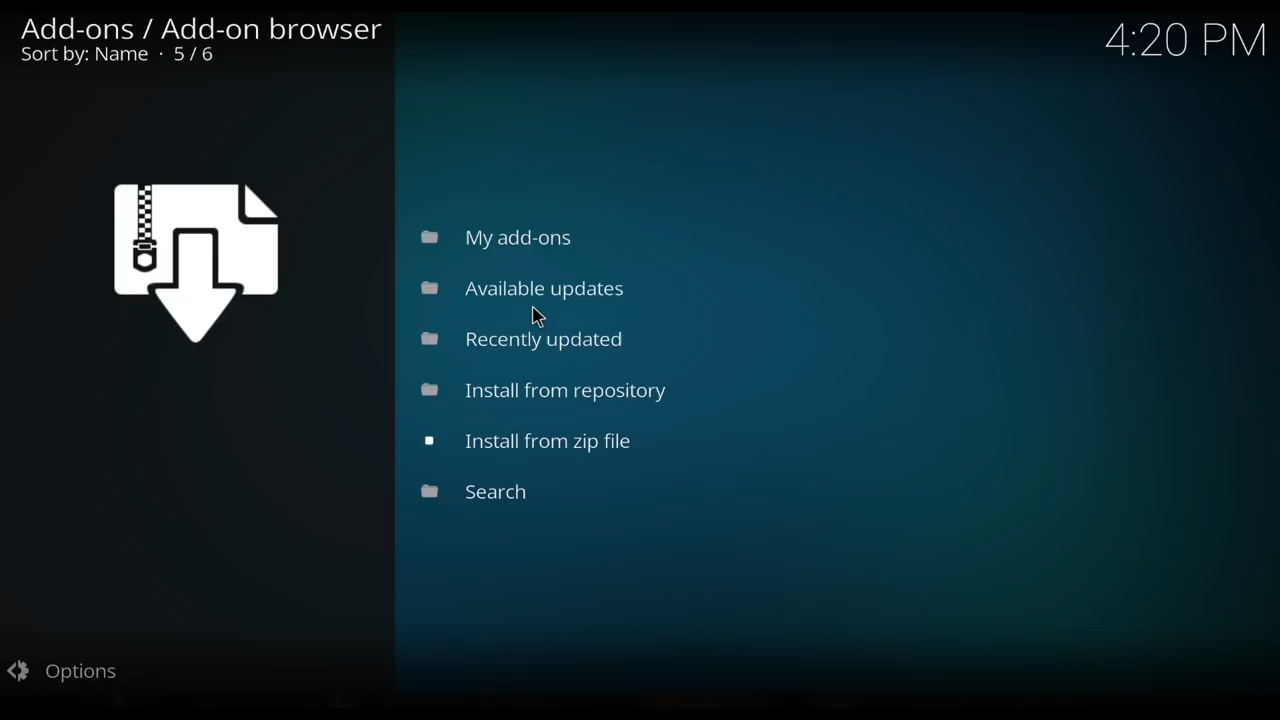 Add-ons / Add-on browser
Sort by: Name · 5 / 6
4:20 PM
My add-ons
Available updates
Recently updated
Install from repository
Install from zip file
Search
Options